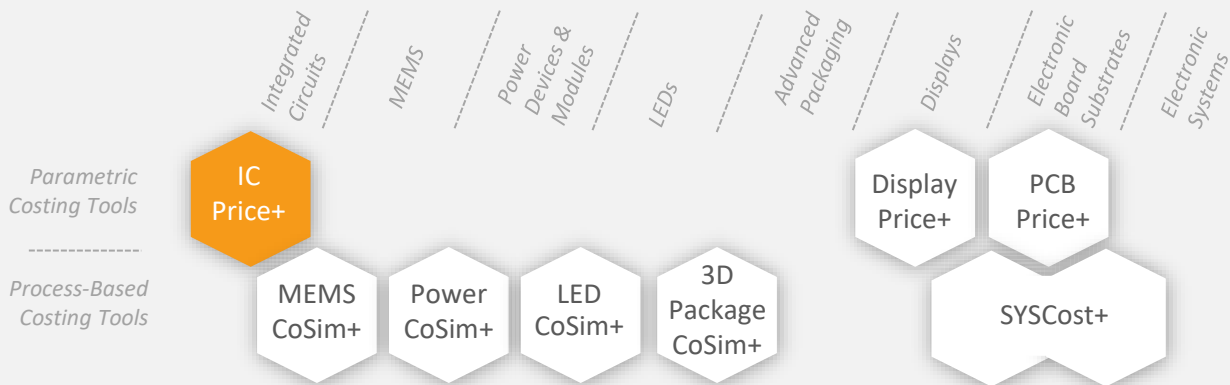 Integrated
Circuits
MEMS
Power
Devices &
Modules
LEDs
Advanced
Packaging
Displays
Electronic
Board
Substrates
Electronic
Systems
Parametric
Costing Tools
IC
Price+
Display
Price+
PCB
Price+
Process-Based
Costing Tools
MEMS
CoSim+
Power
CoSim+
LED
CoSim+
3D
Package
CoSim+
SYSCost+